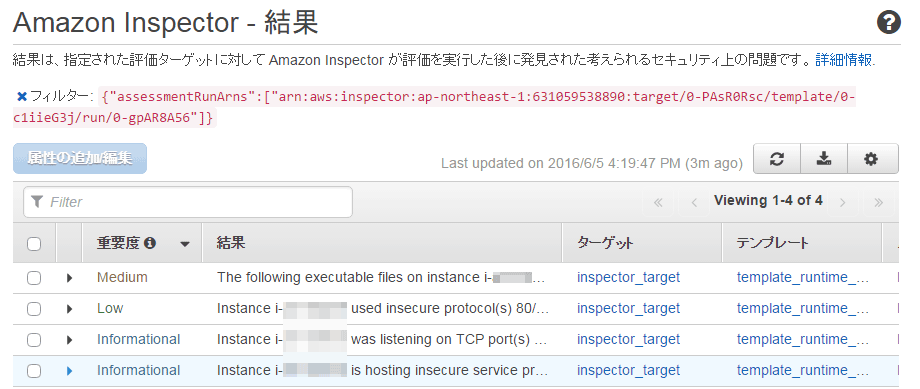 Amazon Inspector - 結果
結果は、指定された評価ターゲットに対して Amazon Inspector が評価を実行した後に発見された考えられるセキュリティ上の問題です。 詳細情報.
フィルター: {"assessmentRunArns":["arn:aws:inspector:ap-northeast-1:631059538890:target/0-PAsR0Rsc/template/0-
c1iieG3j/run/0-gpAR8A56"]}
属性の追加/編集 Last updated on 2016/6/5 4:19:47 PM (3m ago)
Filter « ‹ Viewing 1-4 of 4 › »
重要度 結果 ターゲット テンプレート
Medium The following executable files on instance i- ... inspector_target template_runtime_...
Low Instance i- used insecure protocol(s) 80/... inspector_target template_runtime_...
Informational Instance i- was listening on TCP port(s) ... inspector_target template_runtime_...
Informational Instance i- is hosting insecure service pr... inspector_target template_runtime_...